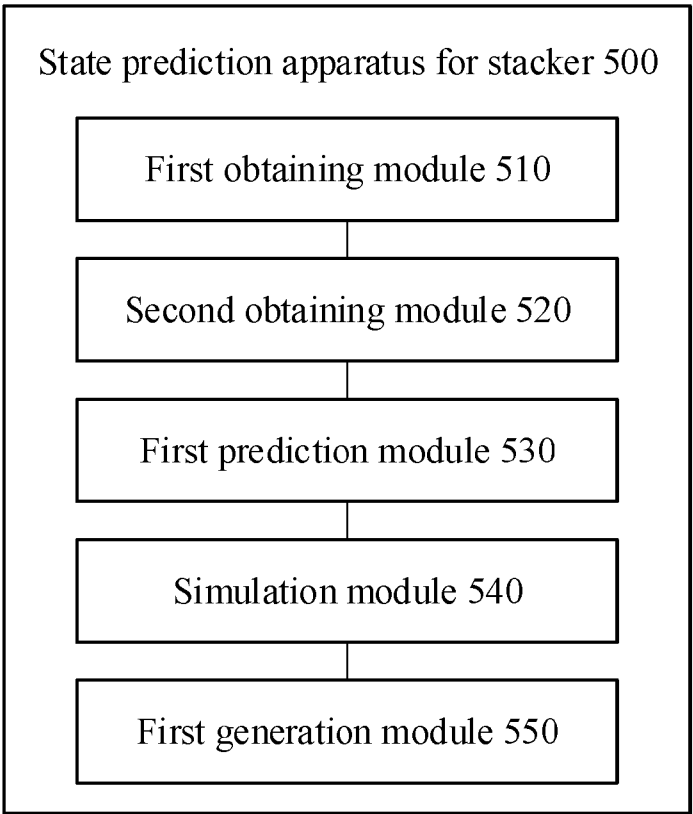 State prediction apparatus for stacker 500
First obtaining module 510
Second obtaining module 520
First prediction module 530
Simulation module 540
First generation module 550